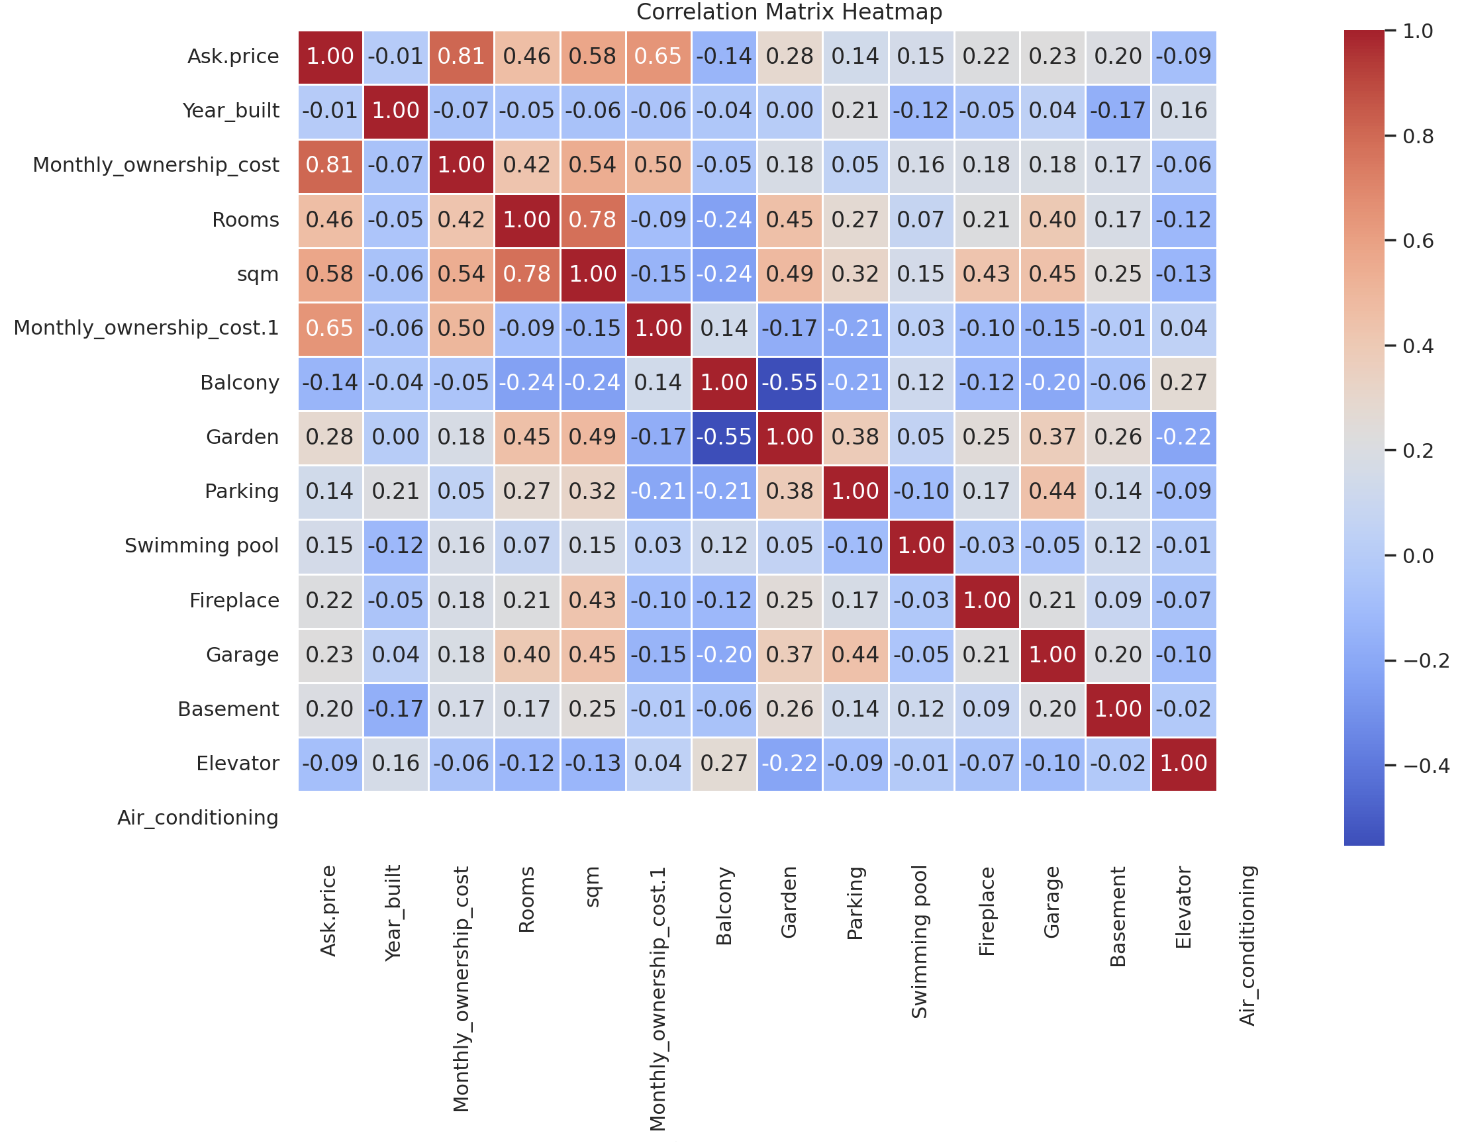 Correlation Matrix Heatmap
Ask.price 1.00 -0.01 0.81 0.46 0.58 0.65 -0.14 0.28 0.14 0.15 0.22 0.23 0.20 -0.09
Year_built -0.01 1.00 -0.07 -0.05 -0.06 -0.06 -0.04 0.00 0.21 -0.12 -0.05 0.04 -0.17 0.16
Monthly_ownership_cost 0.81 -0.07 1.00 0.42 0.54 0.50 -0.05 0.18 0.05 0.16 0.18 0.18 0.17 -0.06
Rooms 0.46 -0.05 0.42 1.00 0.78 -0.09 -0.24 0.45 0.27 0.07 0.21 0.40 0.17 -0.12
sqm 0.58 -0.06 0.54 0.78 1.00 -0.15 -0.24 0.49 0.32 0.15 0.43 0.45 0.25 -0.13
Monthly_ownership_cost.1 0.65 -0.06 0.50 -0.09 -0.15 1.00 0.14 -0.17 -0.21 0.03 -0.10 -0.15 -0.01 0.04
Balcony -0.14 -0.04 -0.05 -0.24 -0.24 0.14 1.00 -0.55 -0.21 0.12 -0.12 -0.20 -0.06 0.27
Garden 0.28 0.00 0.18 0.45 0.49 -0.17 -0.55 1.00 0.38 0.05 0.25 0.37 0.26 -0.22
Parking 0.14 0.21 0.05 0.27 0.32 -0.21 -0.21 0.38 1.00 -0.10 0.17 0.44 0.14 -0.09
Swimming pool 0.15 -0.12 0.16 0.07 0.15 0.03 0.12 0.05 -0.10 1.00 -0.03 -0.05 0.12 -0.01
Fireplace 0.22 -0.05 0.18 0.21 0.43 -0.10 -0.12 0.25 0.17 -0.03 1.00 0.21 0.09 -0.07
Garage 0.23 0.04 0.18 0.40 0.45 -0.15 -0.20 0.37 0.44 -0.05 0.21 1.00 0.20 -0.10
Basement 0.20 -0.17 0.17 0.17 0.25 -0.01 -0.06 0.26 0.14 0.12 0.09 0.20 1.00 -0.02
Elevator -0.09 0.16 -0.06 -0.12 -0.13 0.04 0.27 -0.22 -0.09 -0.01 -0.07 -0.10 -0.02 1.00
Air_conditioning
Ask.price
Year_built
Monthly_ownership_cost
Rooms
sqm
Monthly_ownership_cost.1
Balcony
Garden
Parking
Swimming pool
Fireplace
Garage
Basement
Elevator
Air_conditioning
1.0
0.8
0.6
0.4
0.2
0.0
−0.2
−0.4